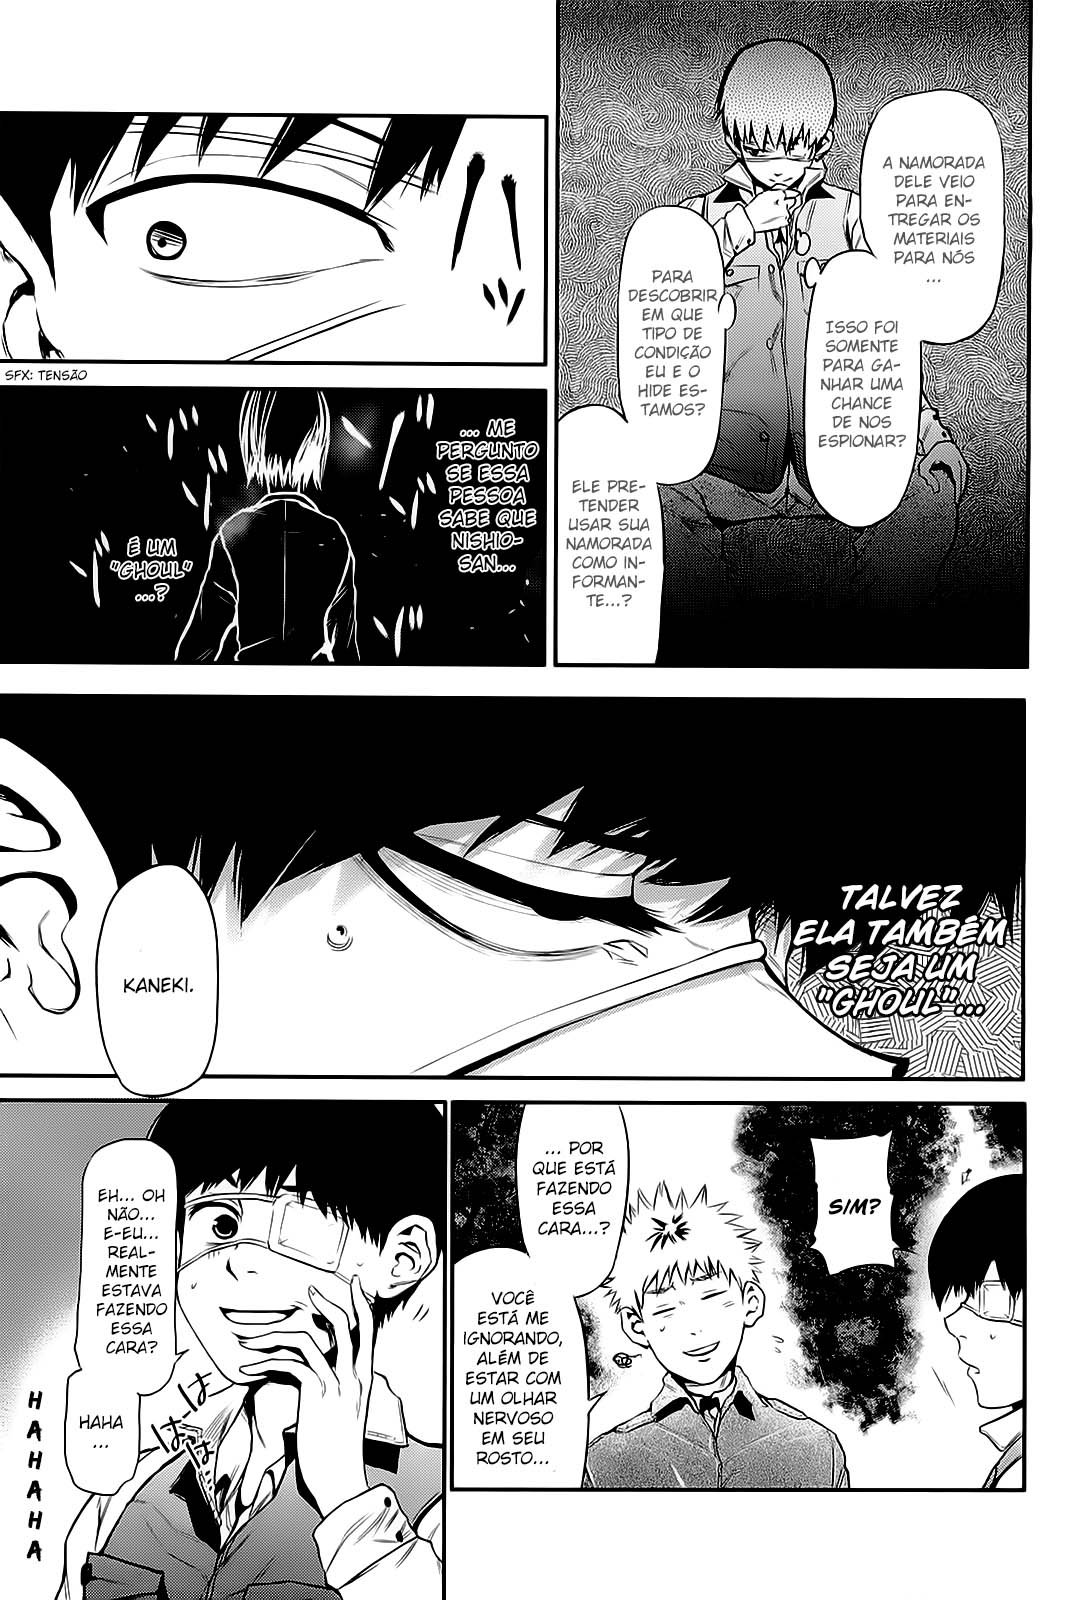 A NAMORADA
DELE VEIO
PARA EN-
TREGAR OS
MATERIAIS
PARA NÓS
...
ISSO FOI
SOMENTE
PARA GA-
NHAR UMA
CHANCE
DE NOS
ESPIONAR?
PARA
DESCOBRIR
EM QUE
TIPO DE
CONDIÇÃO
EU E O
HIDE ES-
TAMOS?
ELE PRE-
TENDER
USAR SUA
NAMORADA
COMO IN-
FORMAN-
TE...?
SFX: TENSÃO
... ME
PERGUNTO
SE ESSA
PESSOA
SABE QUE
NISHIO-
SAN...
É UM
"GHOUL"
...?
TALVEZ
ELA TAMBÉM
SEJA UM
"GHOUL"...
KANEKI.
SIM?
... POR
QUE ESTÁ
FAZENDO
ESSA
CARA...?
VOCÊ
ESTÁ ME
IGNORANDO,
ALÉM DE
ESTAR COM
UM OLHAR
NERVOSO
EM SEU
ROSTO...
EH... OH
NÃO...
E-EU...
REAL-
MENTE
ESTAVA
FAZENDO
ESSA
CARA?
HAHA
...
はは
はは
HAHAHA